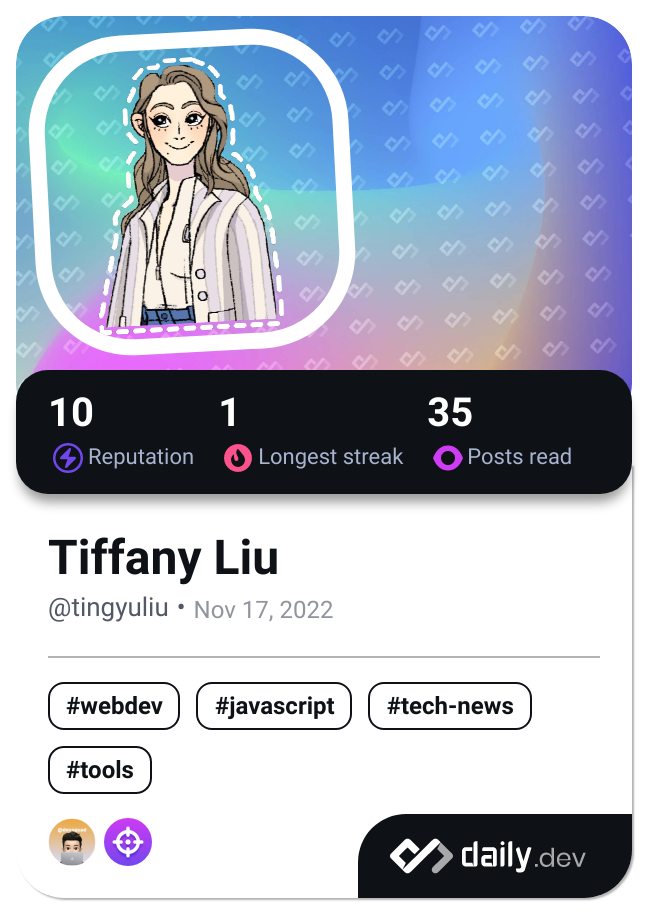 10 1 35
Reputation Longest streak Posts read
Tiffany Liu
@tingyuliu • Nov 17, 2022
#webdev #javascript #tech-news
#tools
daily.dev